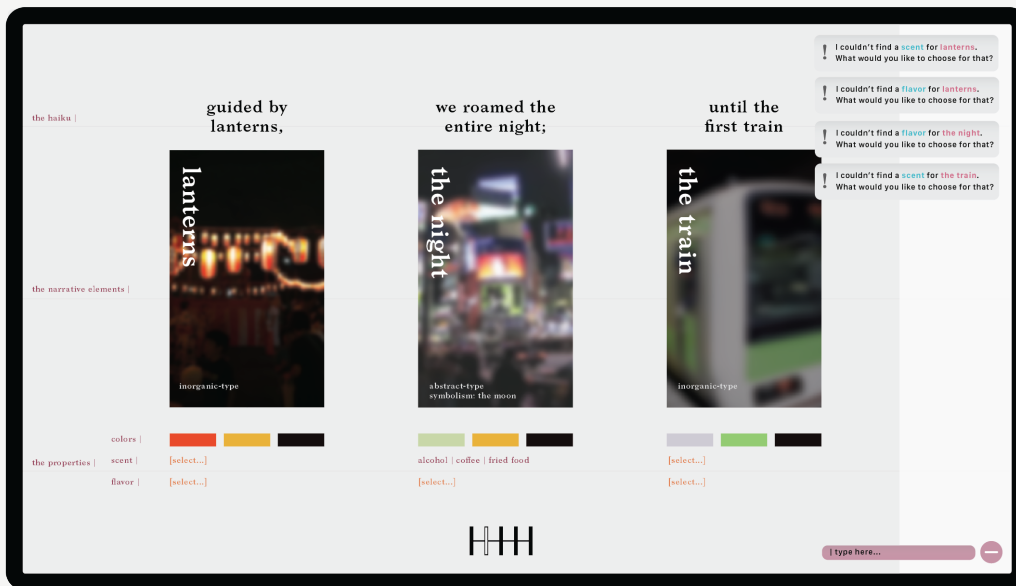 the haiku |
guided by
lanterns,
we roamed the
entire night;
until the
first train
the narrative elements |
lanterns
inorganic-type
the night
abstract-type
symbolism: the moon
the train
inorganic-type
the properties |
colors |
scent |
[select...]
alcohol | coffee | fried food
[select...]
flavor |
[select...]
[select...]
[select...]
! I couldn't find a scent for lanterns.
What would you like to choose for that?
! I couldn't find a flavor for lanterns.
What would you like to choose for that?
! I couldn't find a flavor for the night.
What would you like to choose for that?
! I couldn't find a scent for the train.
What would you like to choose for that?
| type here...